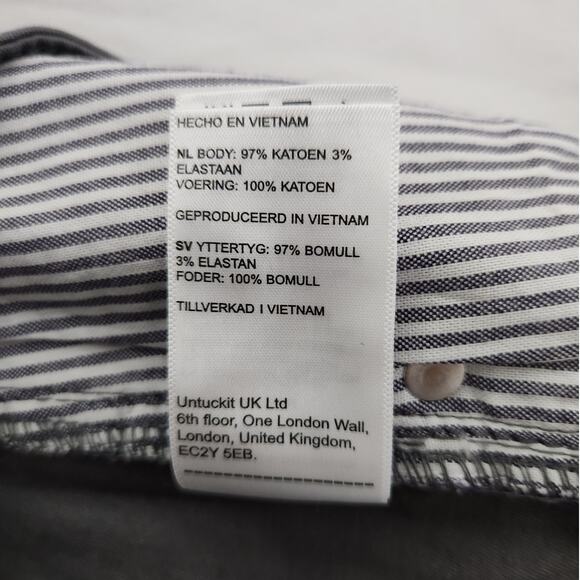 HECHO EN VIETNAM
NL BODY: 97% KATOEN 3%
ELASTAAN
VOERING: 100% KATOEN
GEPRODUCEERD IN VIETNAM
SV YTTERTYG: 97% BOMULL
3% ELASTAN
FODER: 100% BOMULL
TILLVERKAD I VIETNAM
Untuckit UK Ltd
6th floor, One London Wall,
London, United Kingdom,
EC2Y 5EB.